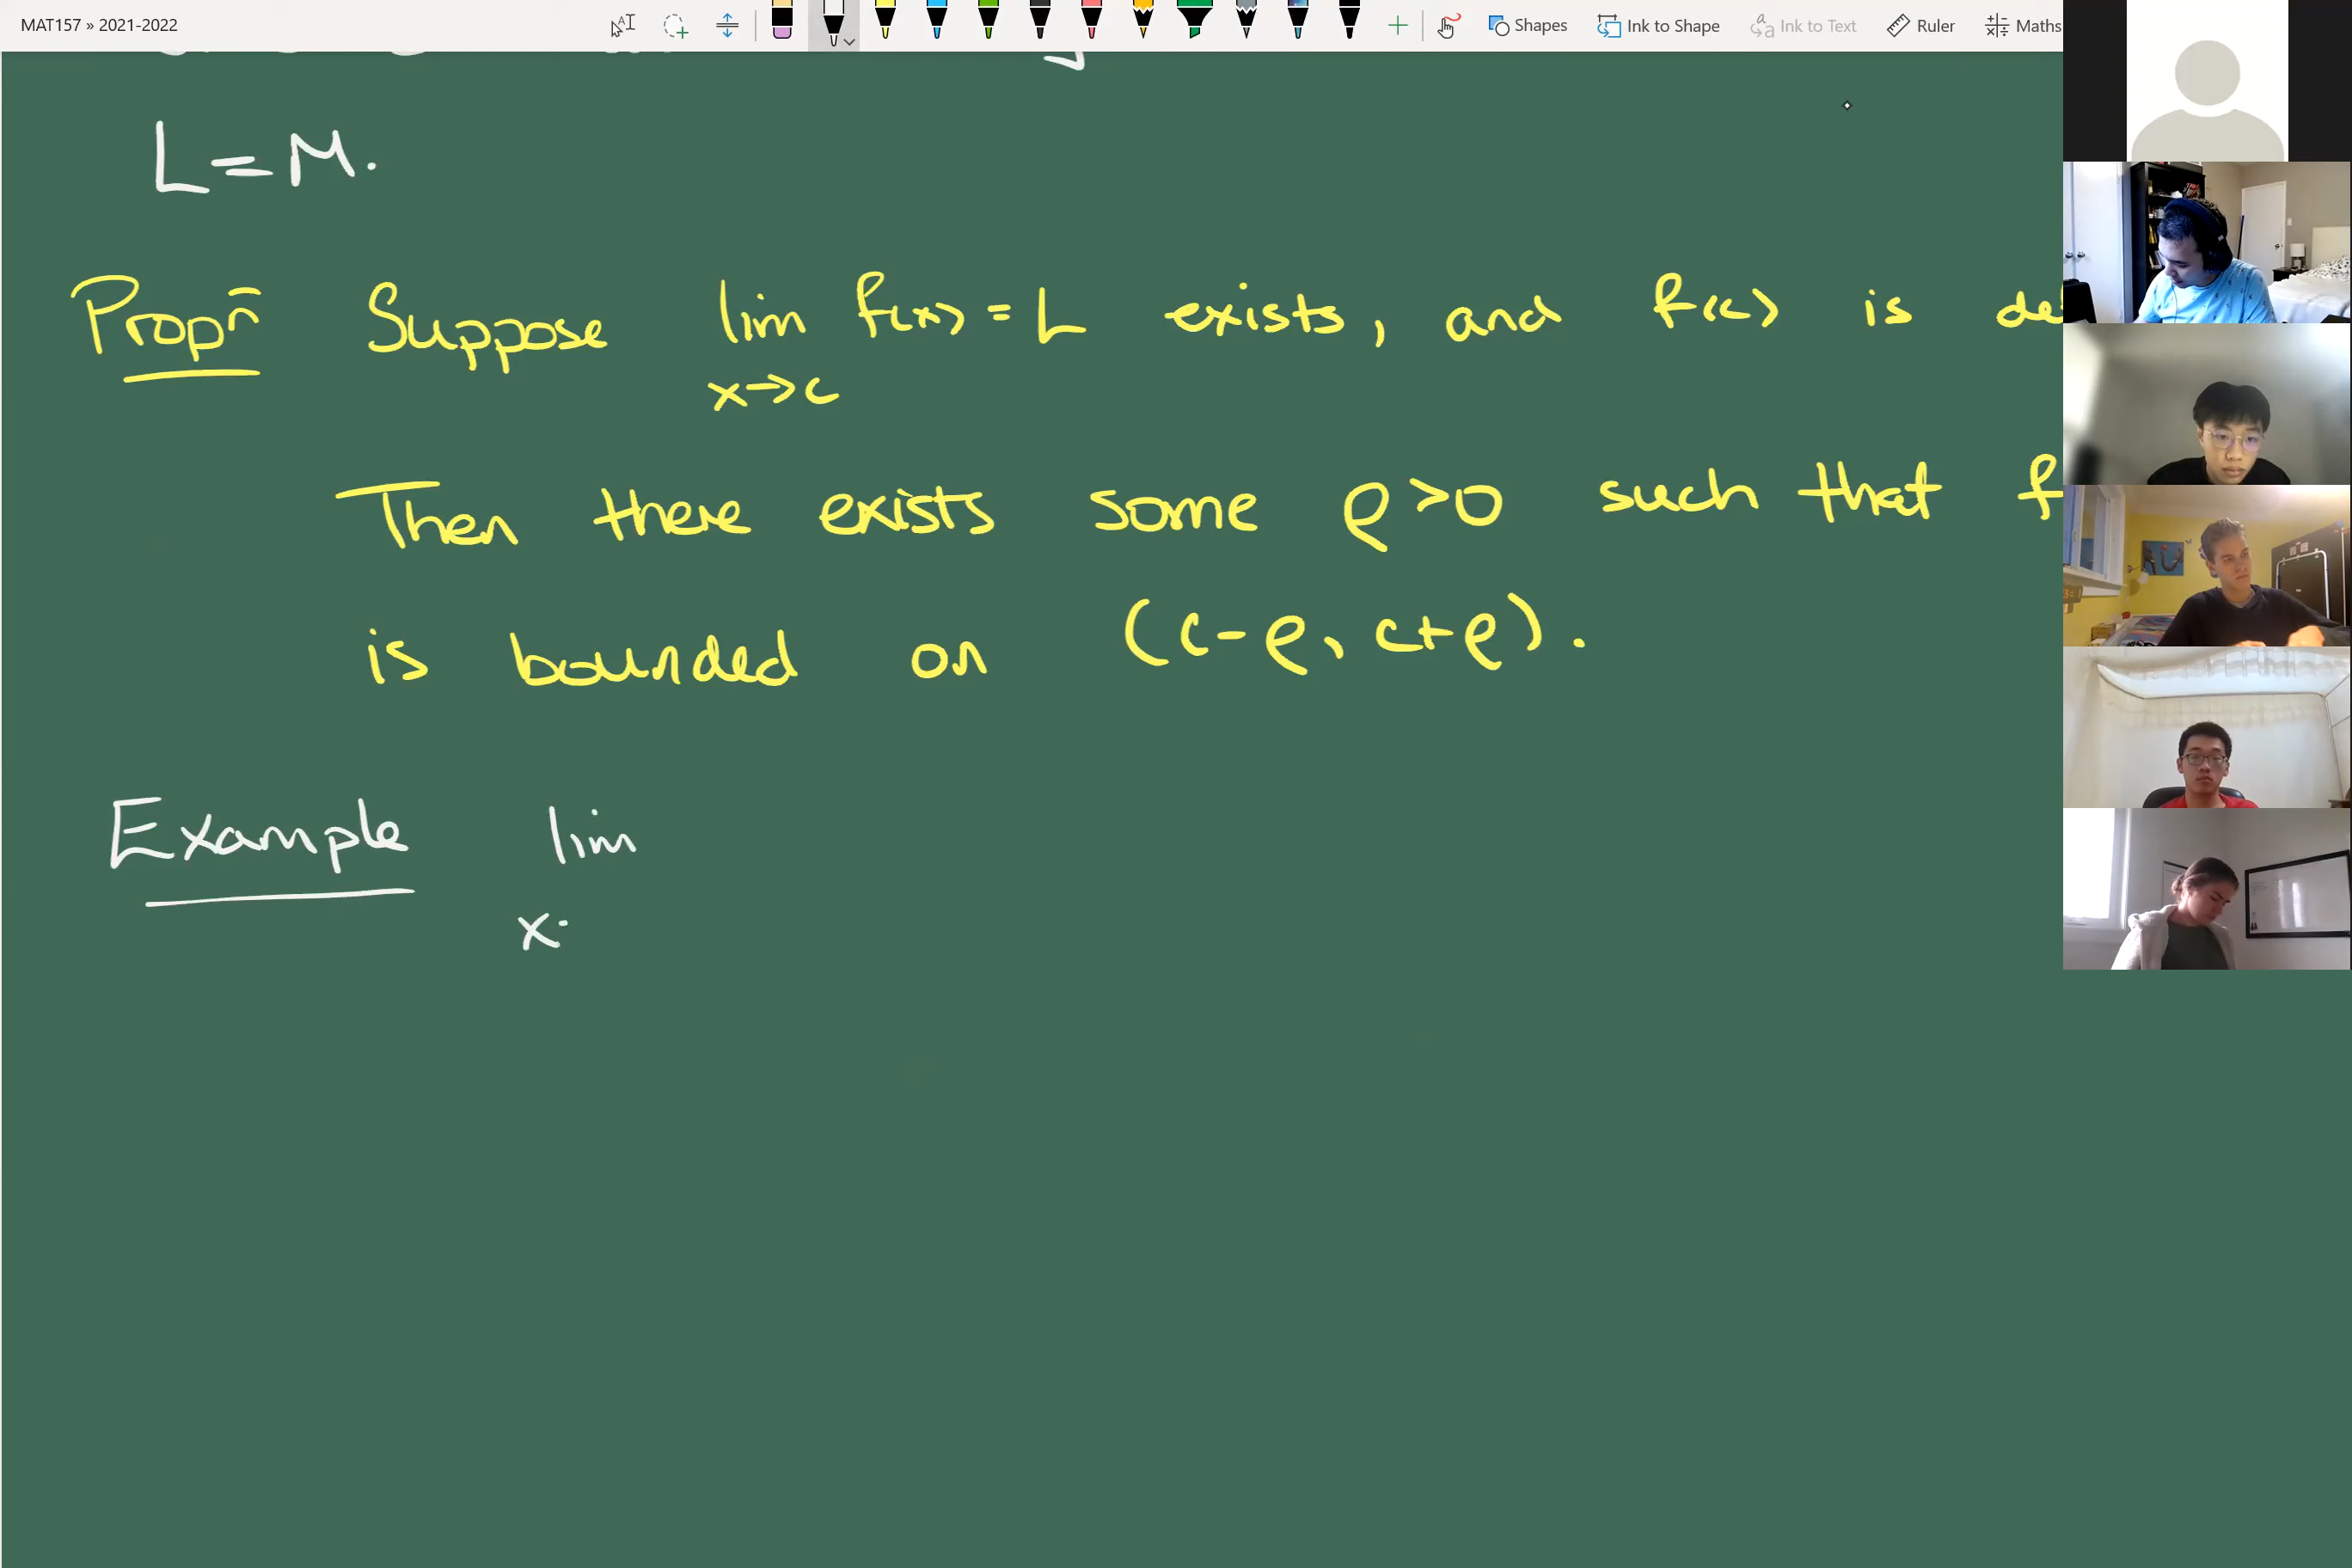 MAT157 » 2021-2022
Shapes Ink to Shape Ink to Text Ruler Maths
L=M.
Propn̄ Suppose lim f(x) = L exists, and f(c) is de
x→c
Then there exists some ρ>0 such that f
is bounded on (c-ρ, c+ρ).
Example lim
x